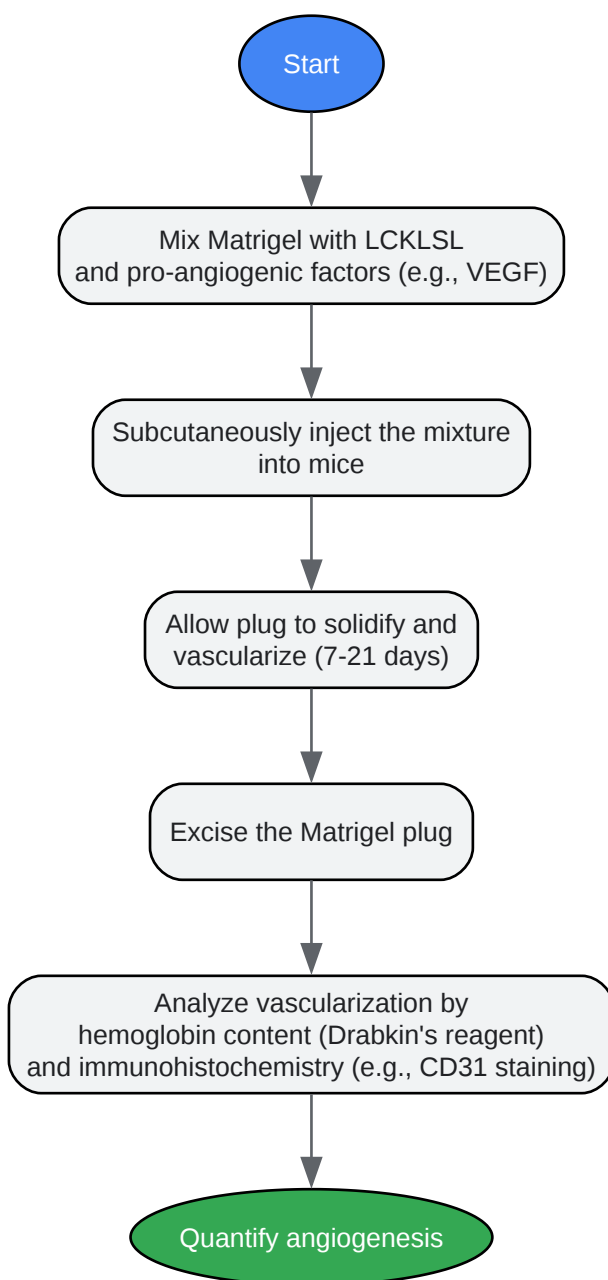 Start
Mix Matrigel with LCKLSL
and pro-angiogenic factors (e.g., VEGF)
Subcutaneously inject the mixture
into mice
Allow plug to solidify and
vascularize (7-21 days)
Excise the Matrigel plug
Analyze vascularization by
hemoglobin content (Drabkin's reagent)
and immunohistochemistry (e.g., CD31 staining)
Quantify angiogenesis